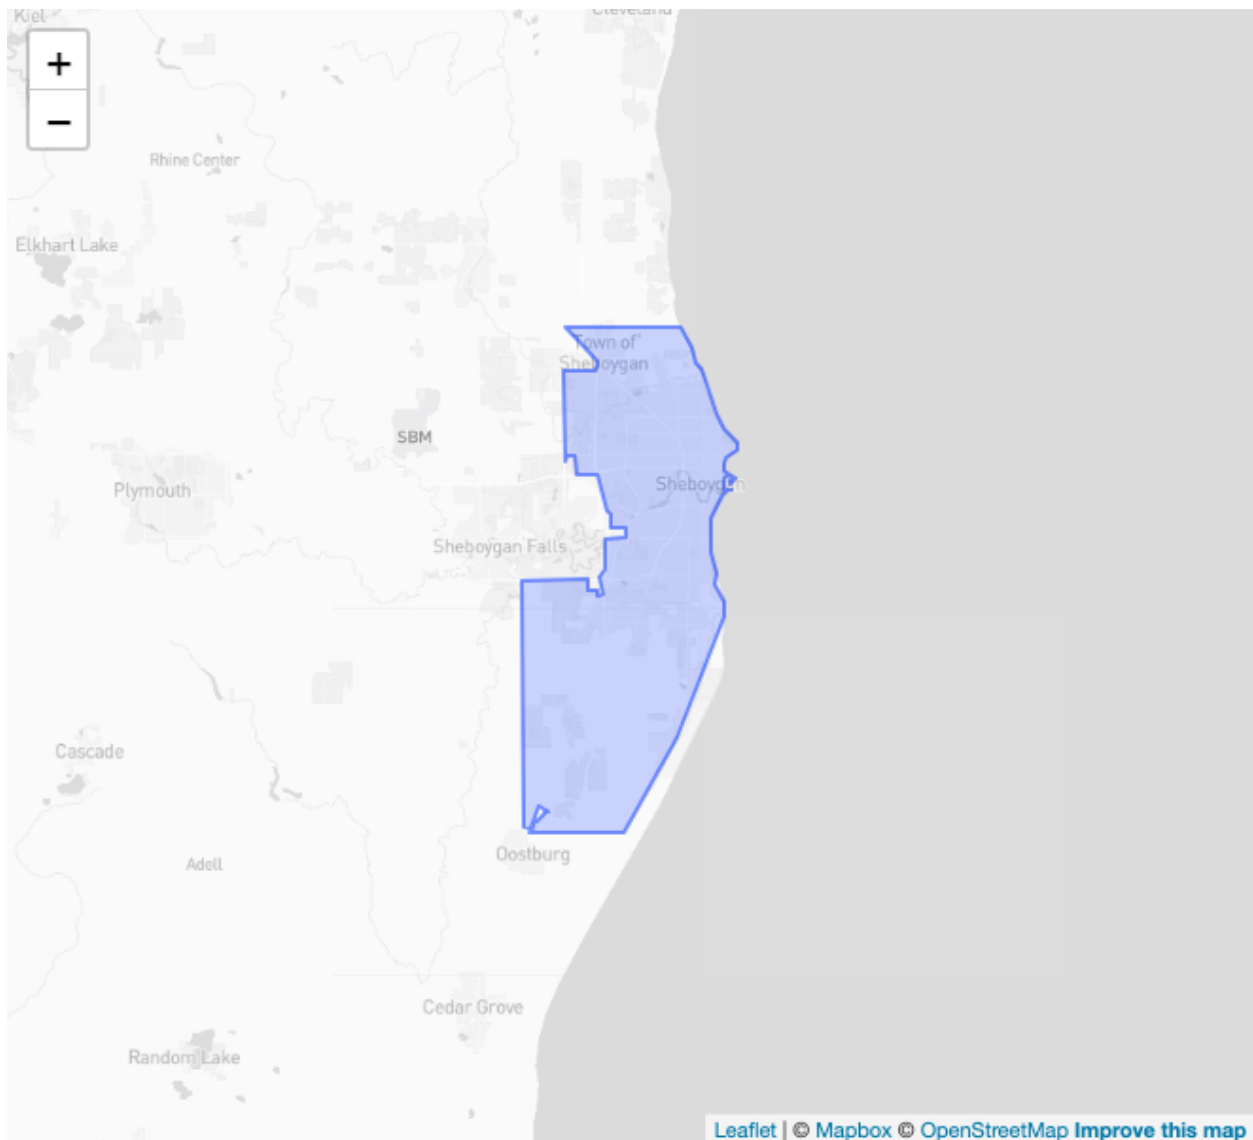 Kiel
Cleveland
+
−
Rhine Center
Elkhart Lake
Town of
Sheboygan
SBM
Plymouth
Sheboygan
Sheboygan Falls
Cascade
Oostburg
Adell
Cedar Grove
Random Lake
Leaflet | © Mapbox © OpenStreetMap Improve this map